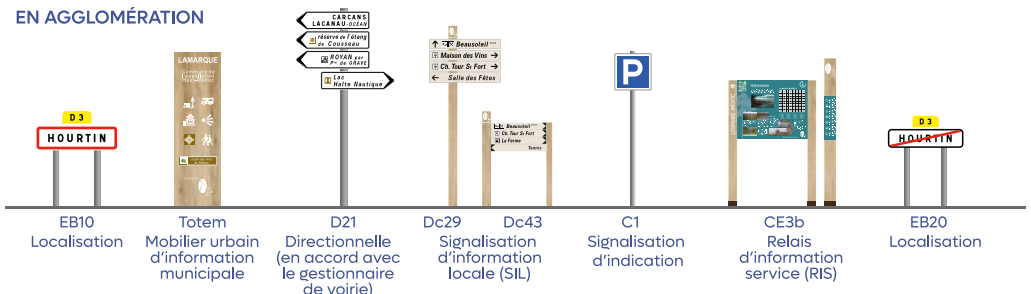 EN AGGLOMÉRATION
D 3
HOURTIN
LAMARQUE
CARCANS
LACANAU-OCÉAN
réserve de l'étang
de Cousseau
ROYAN par
Pte de GRAVE
Lac
Halte Nautique
Beausoleil
Maison des Vins
Ch. Tour St Fort
Salle des Fêtes
Beausoleil
Ch. Tour St Fort
La Ferme
Tennis
P
D 3
HOURTIN
EB10
Localisation
Totem
Mobilier urbain
d'information
municipale
D21
Directionnelle
(en accord avec
le gestionnaire
de voirie)
Dc29
Dc43
Signalisation
d'information
locale (SIL)
C1
Signalisation
d'indication
CE3b
Relais
d'information
service (RIS)
EB20
Localisation